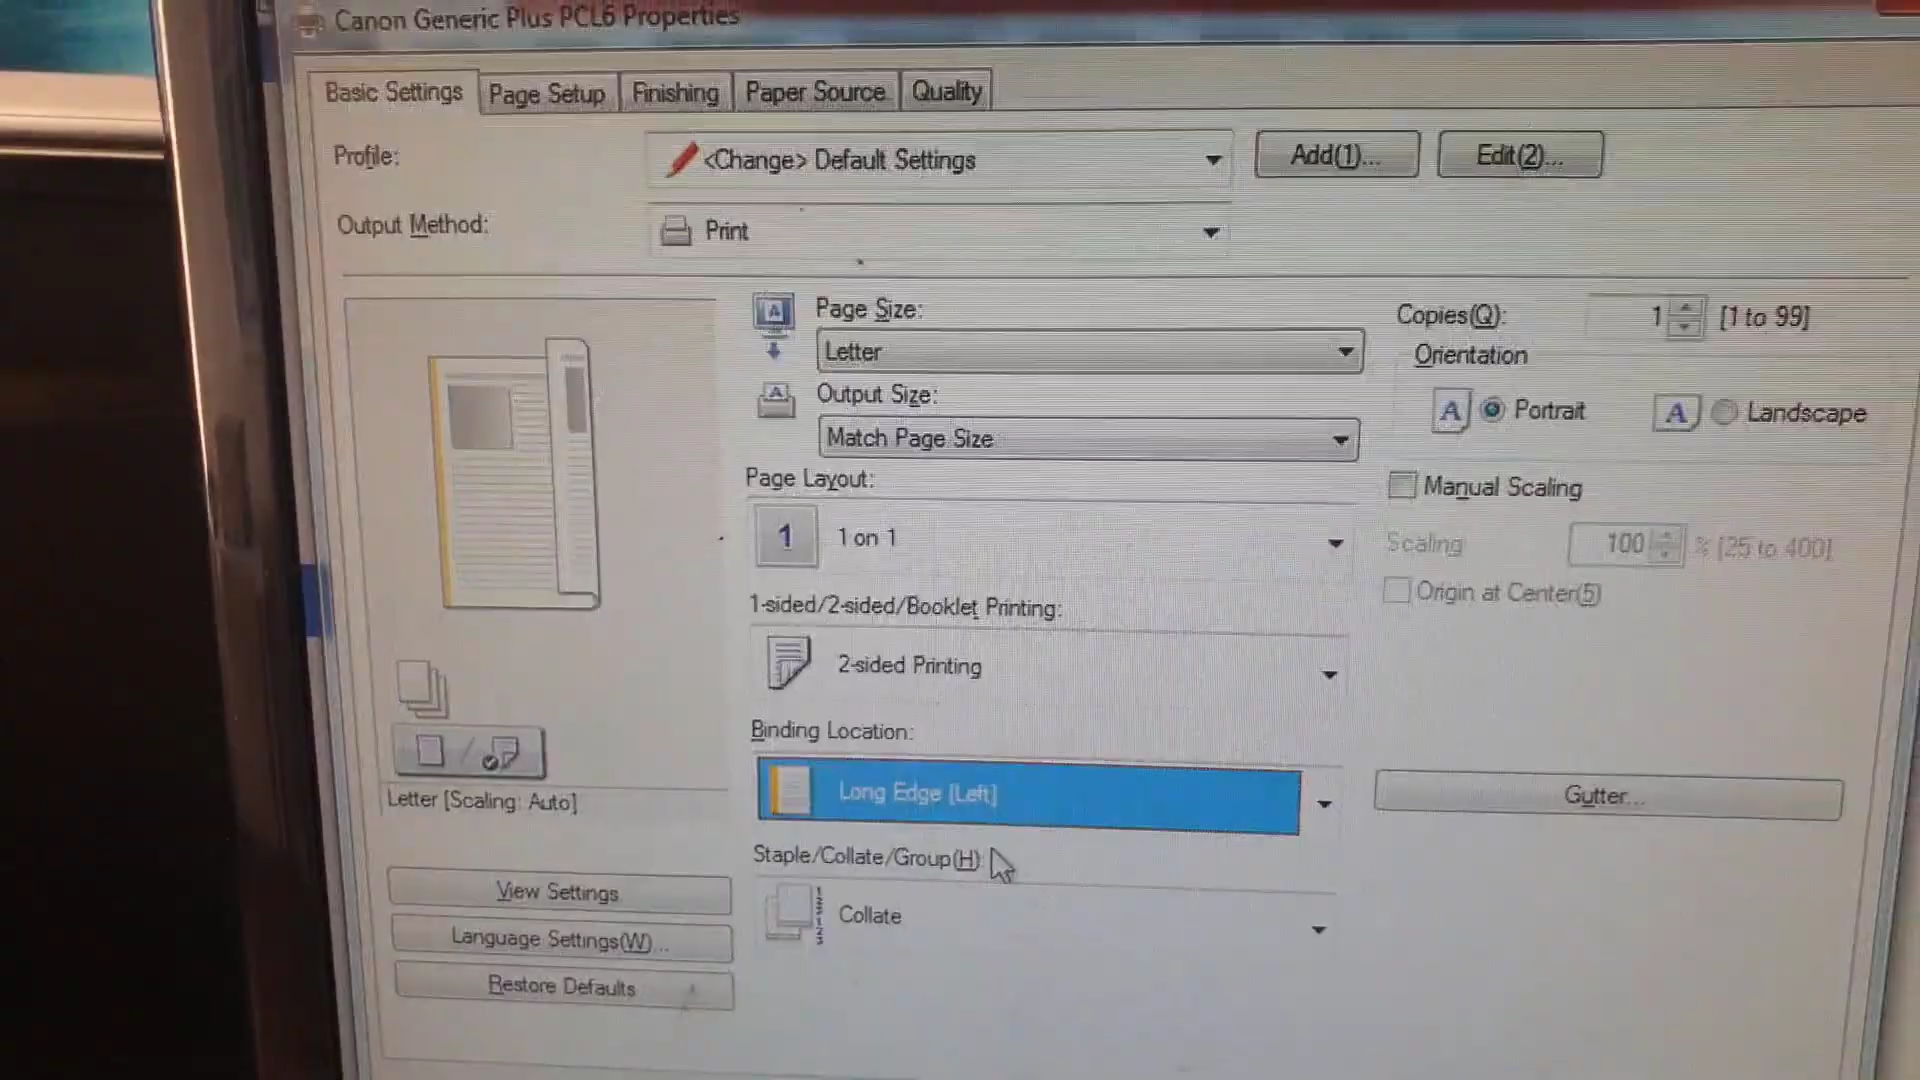 Canon Generic Plus PCL6 Properties
Basic Settings Page Setup Finishing Paper Source Quality
Profile: <Change> Default Settings Add(1)... Edit(2)...
Output Method: Print
Page Size: Copies(Q): 1 [1 to 99]
Letter
Orientation
Output Size:
A Portrait A Landscape
Match Page Size
Page Layout: Manual Scaling
1 1 on 1 Scaling 100 % [25 to 400]
Origin at Center(5)
1-sided/2-sided/Booklet Printing:
2-sided Printing
Binding Location:
Long Edge [Left] Gutter...
Letter [Scaling: Auto]
Staple/Collate/Group(H):
View Settings
Collate
Language Settings(W)...
Restore Defaults